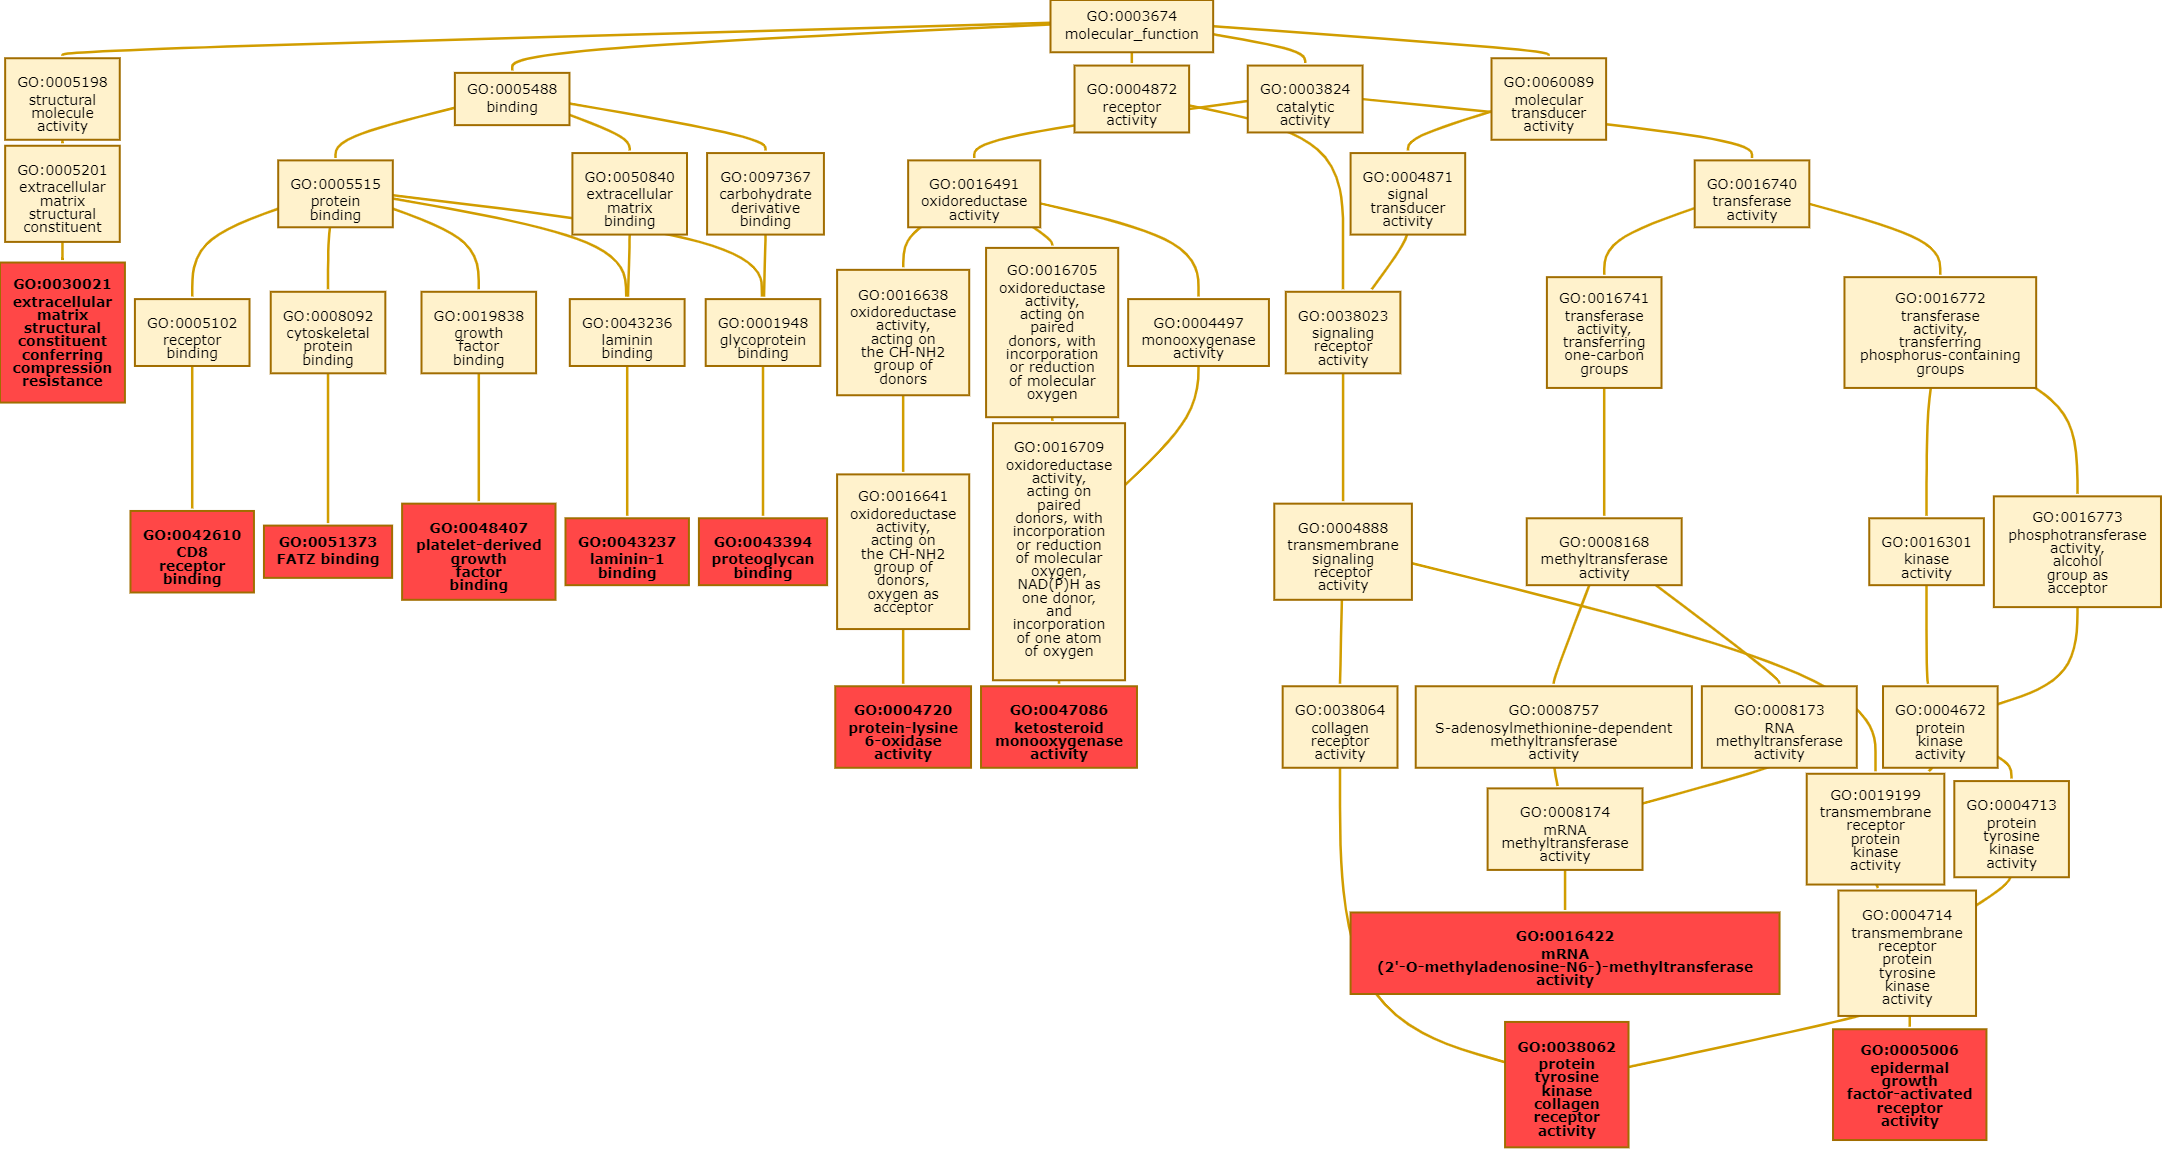 GO:0003674
molecular_function
GO:0005198
structural
molecule
activity
GO:0005488
binding
GO:0004872
receptor
activity
GO:0003824
catalytic
activity
GO:0060089
molecular
transducer
activity
GO:0005201
extracellular
matrix
structural
constituent
GO:0005515
protein
binding
GO:0050840
extracellular
matrix
binding
GO:0097367
carbohydrate
derivative
binding
GO:0016491
oxidoreductase
activity
GO:0004871
signal
transducer
activity
GO:0016740
transferase
activity
GO:0030021
extracellular
matrix
structural
constituent
conferring
compression
resistance
GO:0005102
receptor
binding
GO:0008092
cytoskeletal
protein
binding
GO:0019838
growth
factor
binding
GO:0043236
laminin
binding
GO:0001948
glycoprotein
binding
GO:0016638
oxidoreductase
activity,
acting on
the CH-NH2
group of
donors
GO:0016705
oxidoreductase
activity,
acting on
paired
donors, with
incorporation
or reduction
of molecular
oxygen
GO:0004497
monooxygenase
activity
GO:0038023
signaling
receptor
activity
GO:0016741
transferase
activity,
transferring
one-carbon
groups
GO:0016772
transferase
activity,
transferring
phosphorus-containing
groups
GO:0042610
CD8
receptor
binding
GO:0051373
FATZ binding
GO:0048407
platelet-derived
growth
factor
binding
GO:0043237
laminin-1
binding
GO:0043394
proteoglycan
binding
GO:0016641
oxidoreductase
activity,
acting on
the CH-NH2
group of
donors,
oxygen as
acceptor
GO:0016709
oxidoreductase
activity,
acting on
paired
donors, with
incorporation
or reduction
of molecular
oxygen,
NAD(P)H as
one donor,
and
incorporation
of one atom
of oxygen
GO:0004888
transmembrane
signaling
receptor
activity
GO:0008168
methyltransferase
activity
GO:0016301
kinase
activity
GO:0016773
phosphotransferase
activity,
alcohol
group as
acceptor
GO:0004720
protein-lysine
6-oxidase
activity
GO:0047086
ketosteroid
monooxygenase
activity
GO:0038064
collagen
receptor
activity
GO:0008757
S-adenosylmethionine-dependent
methyltransferase
activity
GO:0008173
RNA
methyltransferase
activity
GO:0004672
protein
kinase
activity
GO:0008174
mRNA
methyltransferase
activity
GO:0019199
transmembrane
receptor
protein
kinase
activity
GO:0004713
protein
tyrosine
kinase
activity
GO:0016422
mRNA
(2'-O-methyladenosine-N6-)-methyltransferase
activity
GO:0004714
transmembrane
receptor
protein
tyrosine
kinase
activity
GO:0038062
protein
tyrosine
kinase
collagen
receptor
activity
GO:0005006
epidermal
growth
factor-activated
receptor
activity